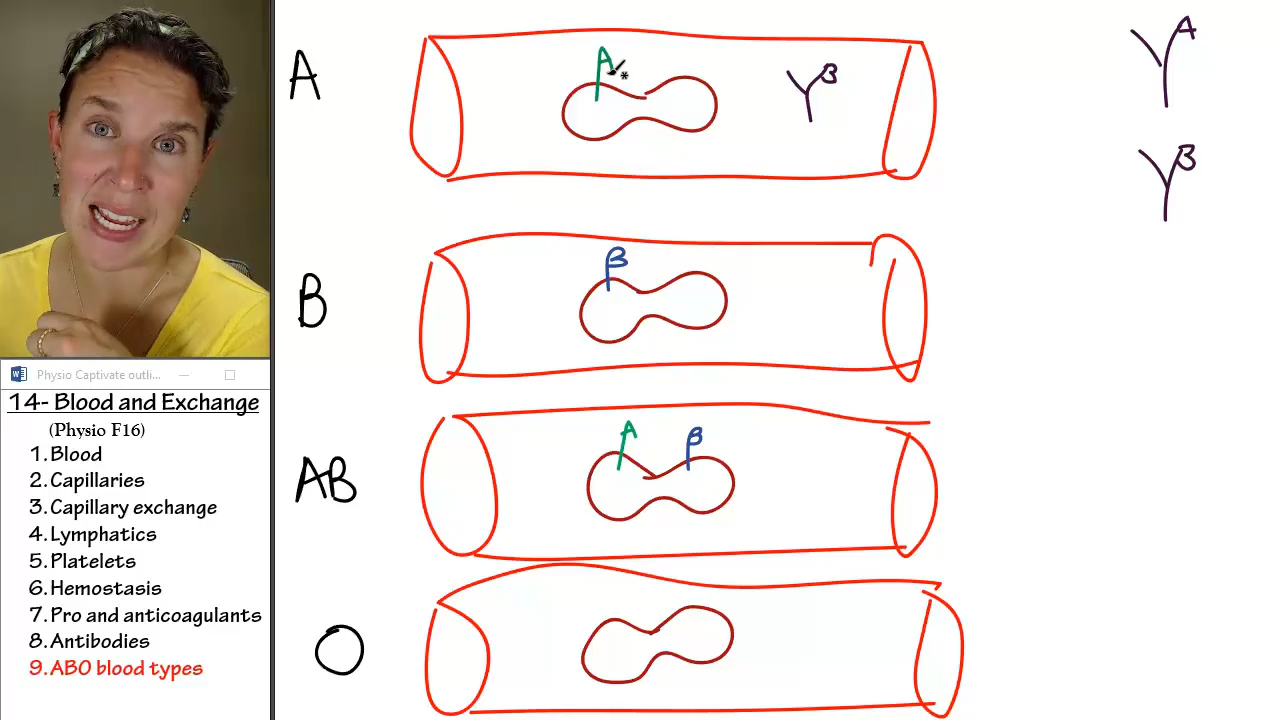 A
A
B
A
B
B
β
AB
A
β
O
Physio Captivate outli...
14- Blood and Exchange
(Physio F16)
1. Blood
2. Capillaries
3. Capillary exchange
4. Lymphatics
5. Platelets
6. Hemostasis
7. Pro and anticoagulants
8. Antibodies
9. ABO blood types